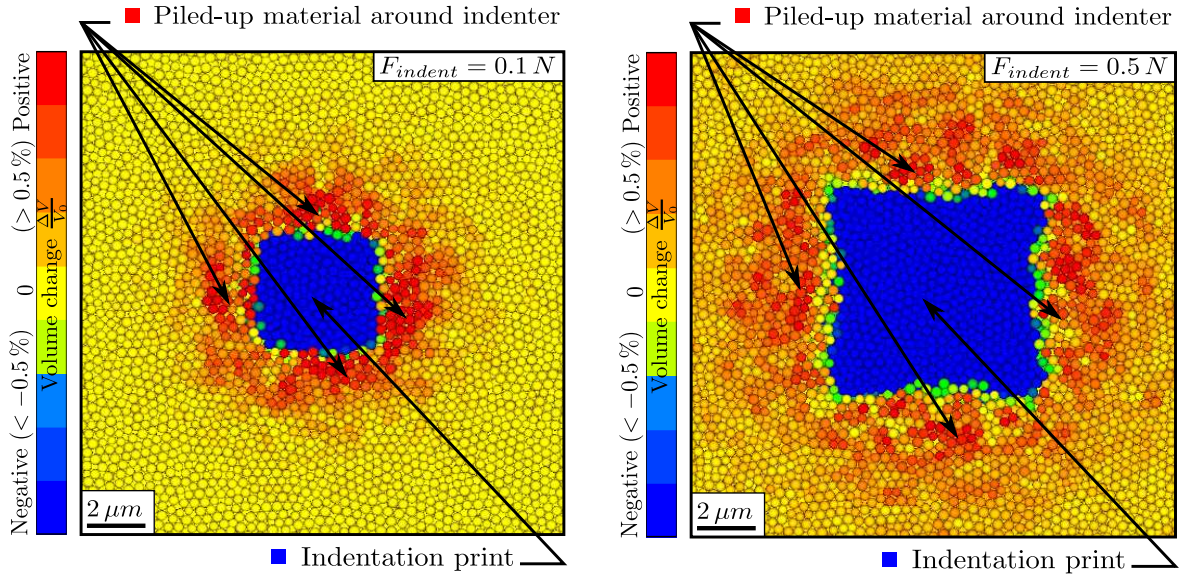 Piled-up material around indenter
F_indent = 0.1 N
Negative (< −0.5 %) 0 (> 0.5 %) Positive
Volume change ΔV/V₀
2 μm
Indentation print
Piled-up material around indenter
F_indent = 0.5 N
Negative (< −0.5 %) 0 (> 0.5 %) Positive
Volume change ΔV/V₀
2 μm
Indentation print